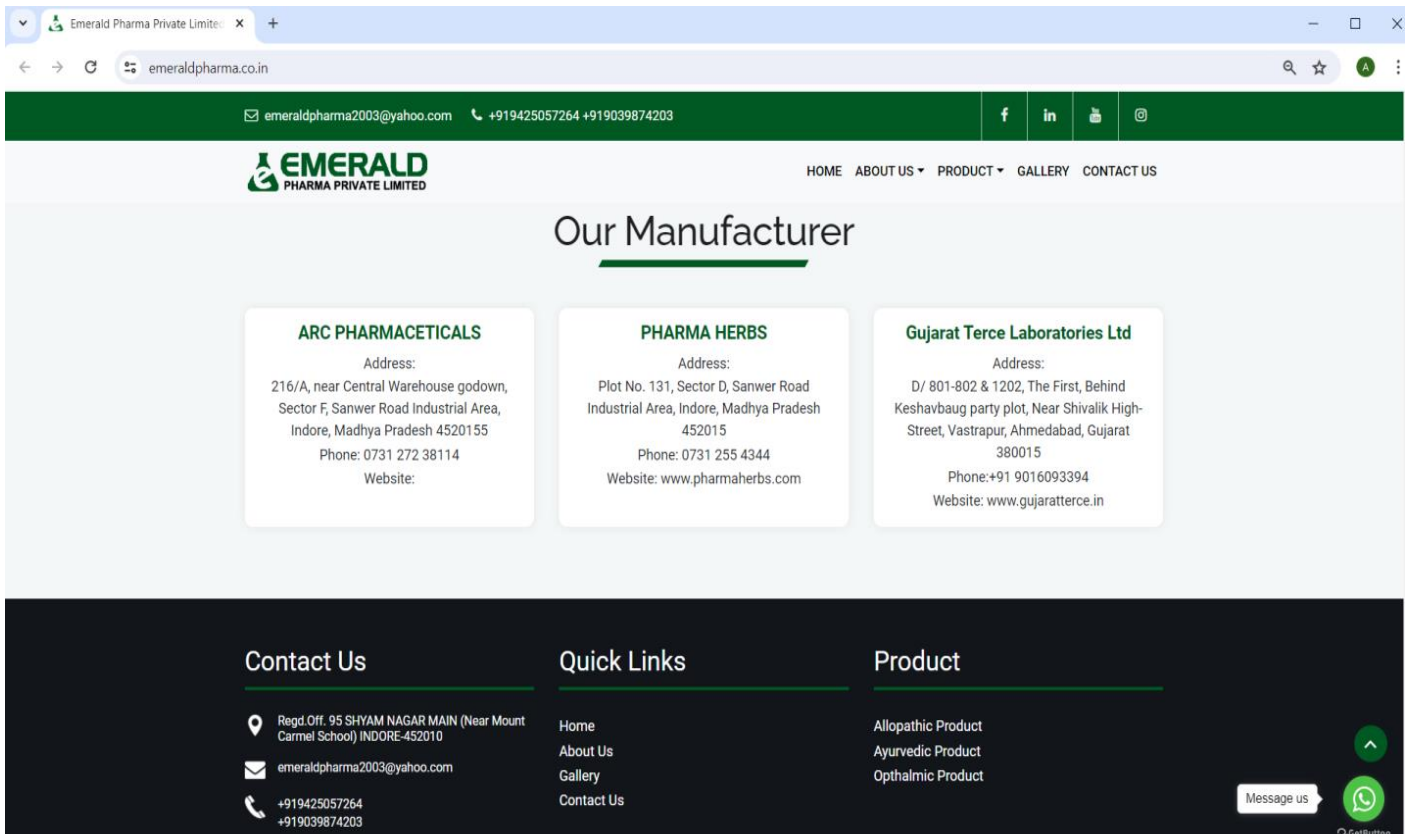 Emerald Pharma Private Limited
emeraldpharma.co.in
A
emeraldpharma2003@yahoo.com +919425057264 +919039874203
EMERALD
PHARMA PRIVATE LIMITED
HOME ABOUT US PRODUCT GALLERY CONTACT US
Our Manufacturer
ARC PHARMACETICALS
Address:
216/A, near Central Warehouse godown,
Sector F, Sanwer Road Industrial Area,
Indore, Madhya Pradesh 4520155
Phone: 0731 272 38114
Website:
PHARMA HERBS
Address:
Plot No. 131, Sector D, Sanwer Road
Industrial Area, Indore, Madhya Pradesh
452015
Phone: 0731 255 4344
Website: www.pharmaherbs.com
Gujarat Terce Laboratories Ltd
Address:
D/ 801-802 & 1202, The First, Behind
Keshavbaug party plot, Near Shivalik High-
Street, Vastrapur, Ahmedabad, Gujarat
380015
Phone:+91 9016093394
Website: www.gujaratterce.in
Contact Us
Regd.Off. 95 SHYAM NAGAR MAIN (Near Mount
Carmel School) INDORE-452010
emeraldpharma2003@yahoo.com
+919425057264
+919039874203
Quick Links
Home
About Us
Gallery
Contact Us
Product
Allopathic Product
Ayurvedic Product
Opthalmic Product
Message us
GetButton